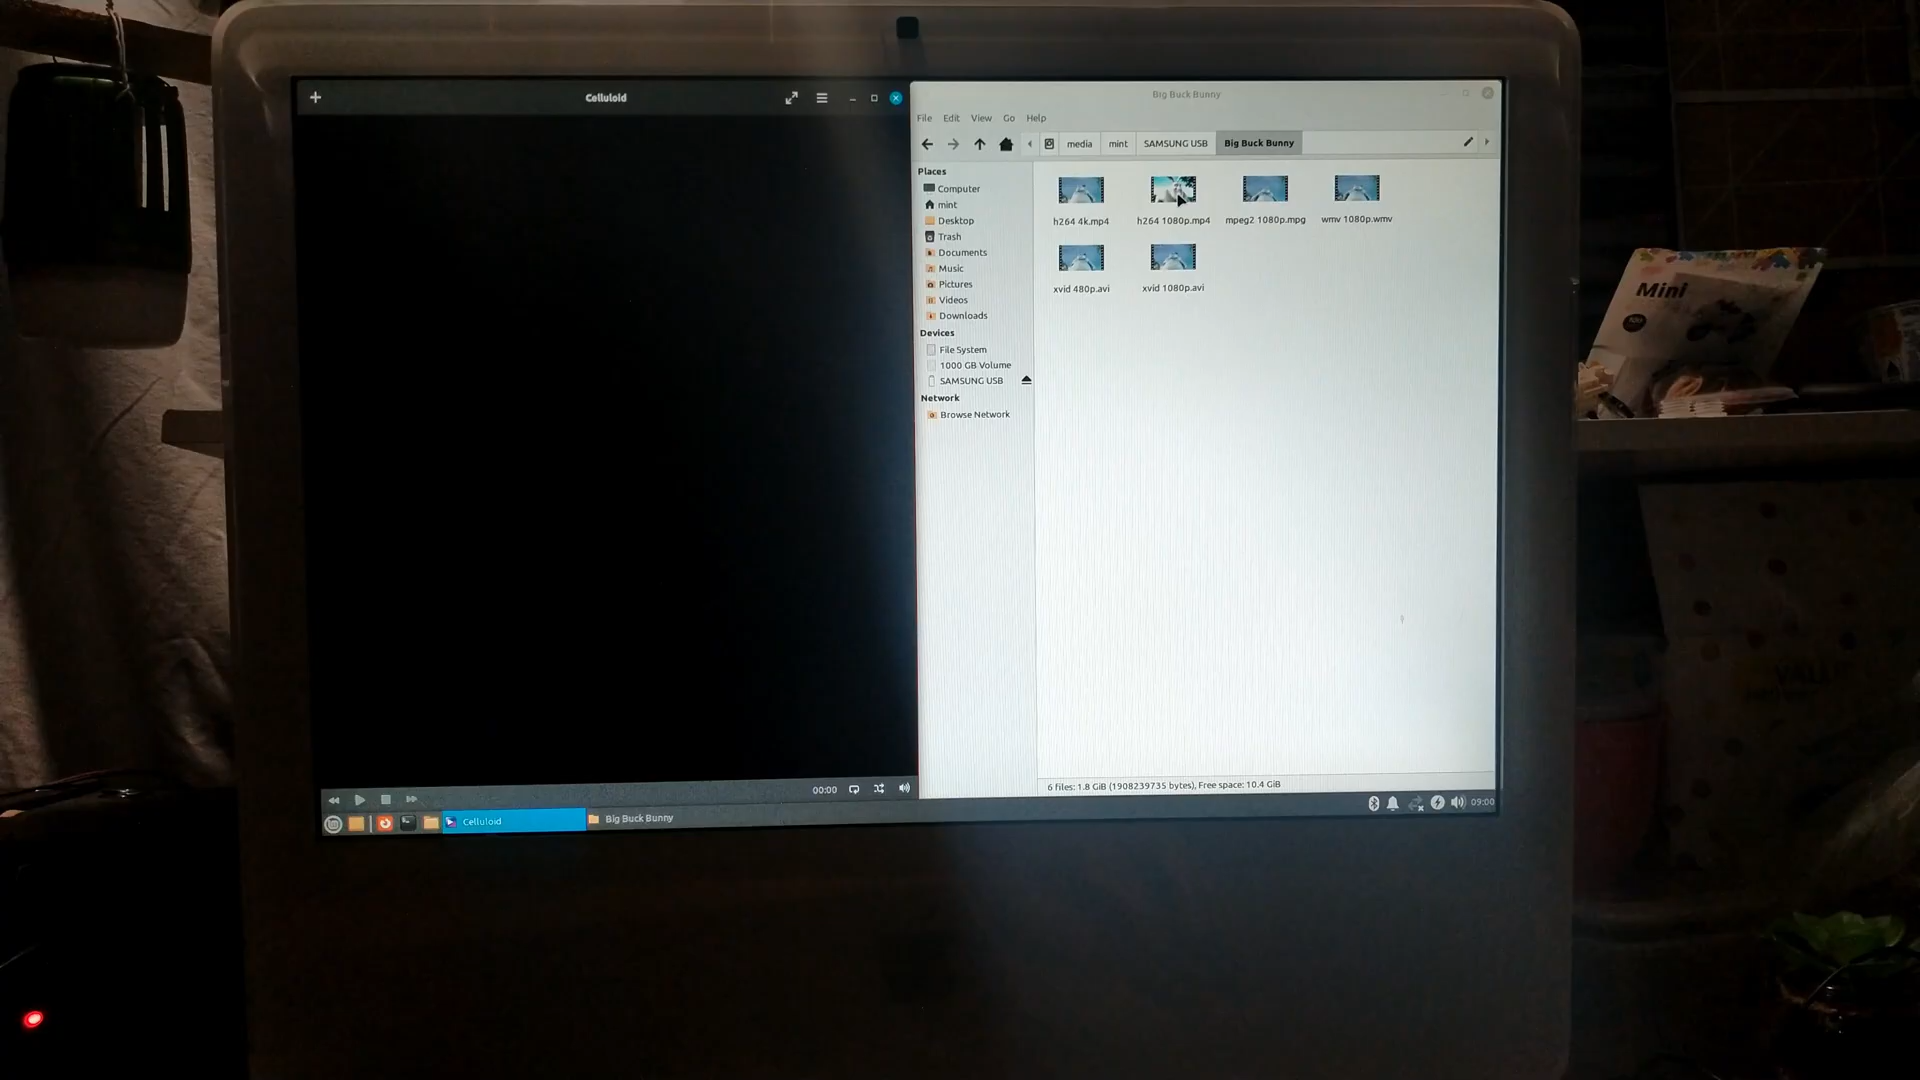 Celluloid
Big Buck Bunny
File Edit View Go Help
media mint SAMSUNG USB Big Buck Bunny
Places
Computer
mint
Desktop
Trash
Documents
Music
Pictures
Videos
Downloads
Devices
File System
1000 GB Volume
SAMSUNG USB
Network
Browse Network
h264 4k.mp4 h264 1080p.mp4 mpeg2 1080p.mpg wmv 1080p.wmv
xvid 480p.avi xvid 1080p.avi
6 files: 1.8 GiB (1908239735 bytes), Free space: 10.4 GiB
00:00
Celluloid Big Buck Bunny 09:00
Mini